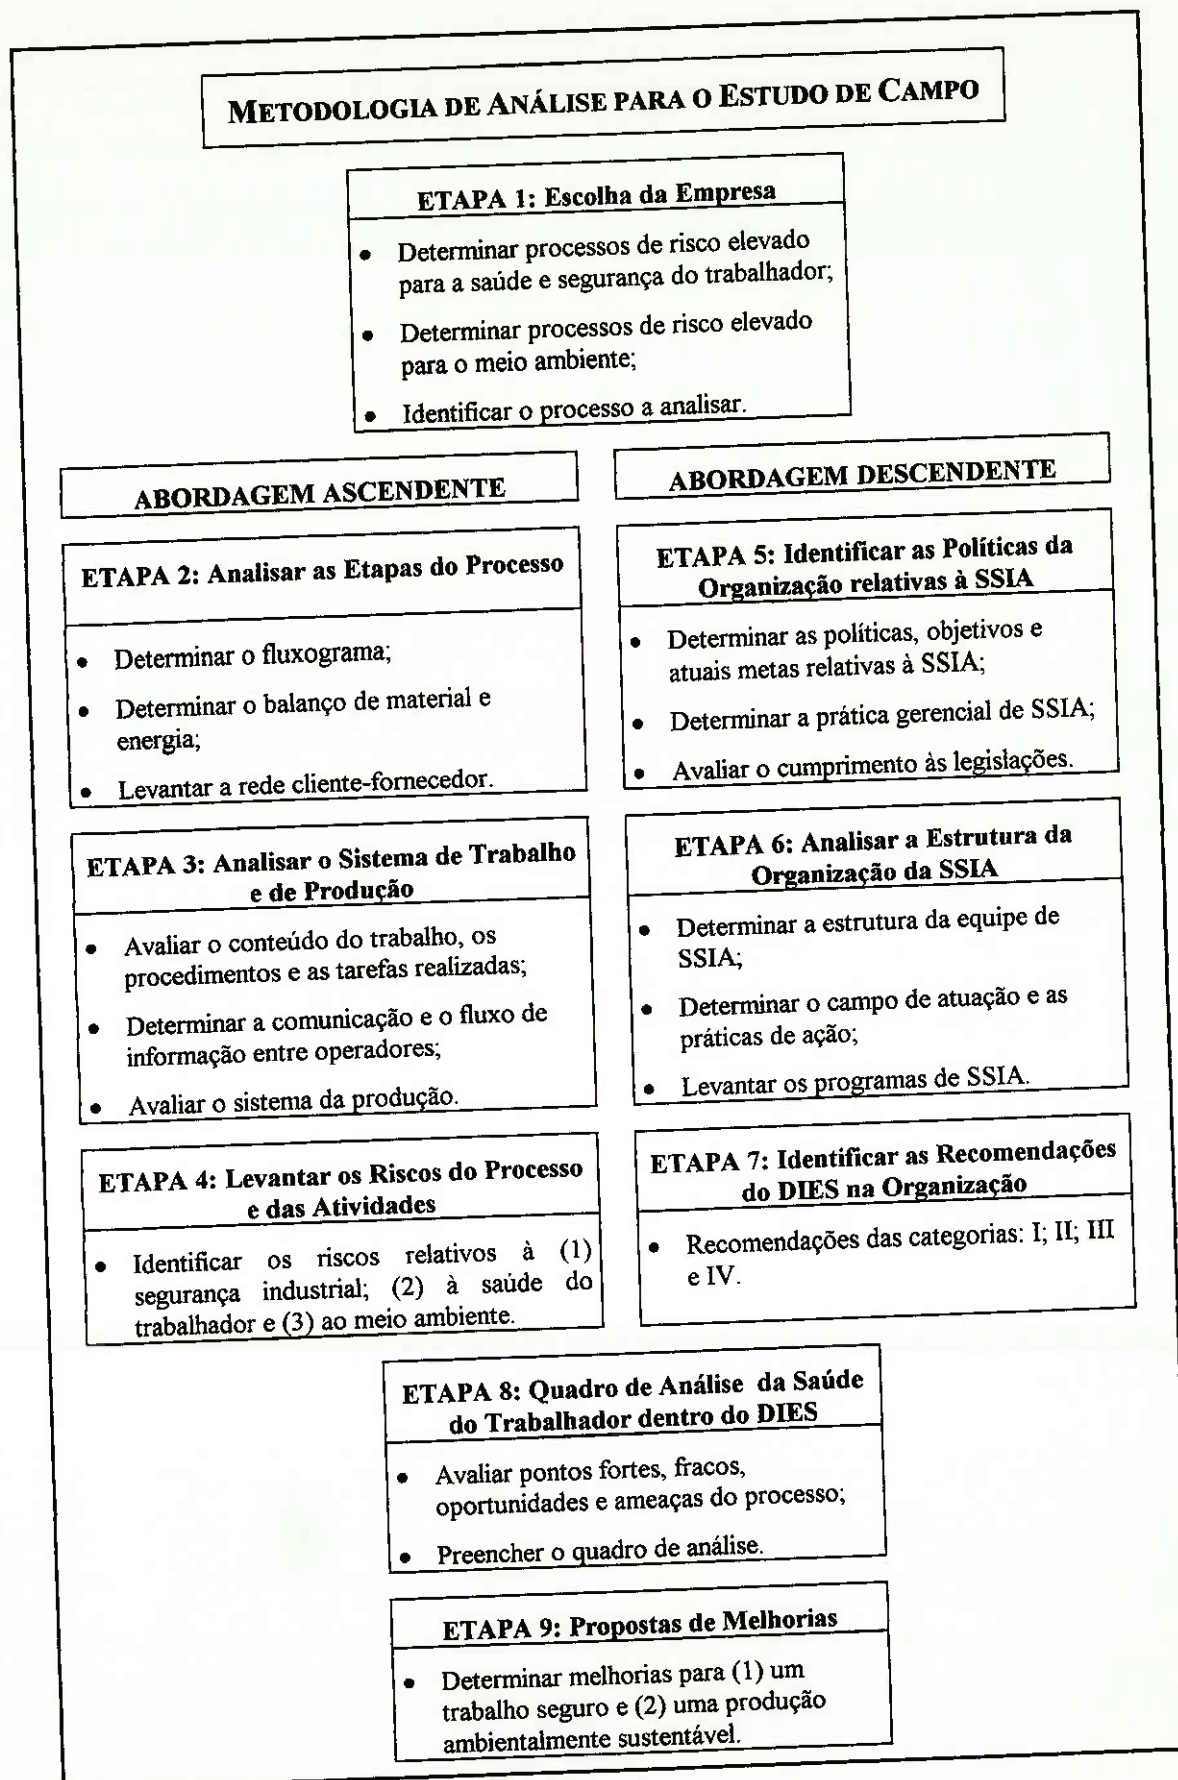 METODOLOGIA DE ANÁLISE PARA O ESTUDO DE CAMPO
ETAPA 1: Escolha da Empresa
• Determinar processos de risco elevado
para a saúde e segurança do trabalhador;
• Determinar processos de risco elevado
para o meio ambiente;
• Identificar o processo a analisar.
ABORDAGEM ASCENDENTE
ETAPA 2: Analisar as Etapas do Processo
• Determinar o fluxograma;
• Determinar o balanço de material e
energia;
• Levantar a rede cliente-fornecedor.
ETAPA 3: Analisar o Sistema de Trabalho
e de Produção
• Avaliar o conteúdo do trabalho, os
procedimentos e as tarefas realizadas;
• Determinar a comunicação e o fluxo de
informação entre operadores;
• Avaliar o sistema da produção.
ETAPA 4: Levantar os Riscos do Processo
e das Atividades
• Identificar os riscos relativos à (1)
segurança industrial; (2) à saúde do
trabalhador e (3) ao meio ambiente.
ABORDAGEM DESCENDENTE
ETAPA 5: Identificar as Políticas da
Organização relativas à SSIA
• Determinar as políticas, objetivos e
atuais metas relativas à SSIA;
• Determinar a prática gerencial de SSIA;
• Avaliar o cumprimento às legislações.
ETAPA 6: Analisar a Estrutura da
Organização da SSIA
• Determinar a estrutura da equipe de
SSIA;
• Determinar o campo de atuação e as
práticas de ação;
• Levantar os programas de SSIA.
ETAPA 7: Identificar as Recomendações
do DIES na Organização
• Recomendações das categorias: I; II; III
e IV.
ETAPA 8: Quadro de Análise da Saúde
do Trabalhador dentro do DIES
• Avaliar pontos fortes, fracos,
oportunidades e ameaças do processo;
• Preencher o quadro de análise.
ETAPA 9: Propostas de Melhorias
• Determinar melhorias para (1) um
trabalho seguro e (2) uma produção
ambientalmente sustentável.